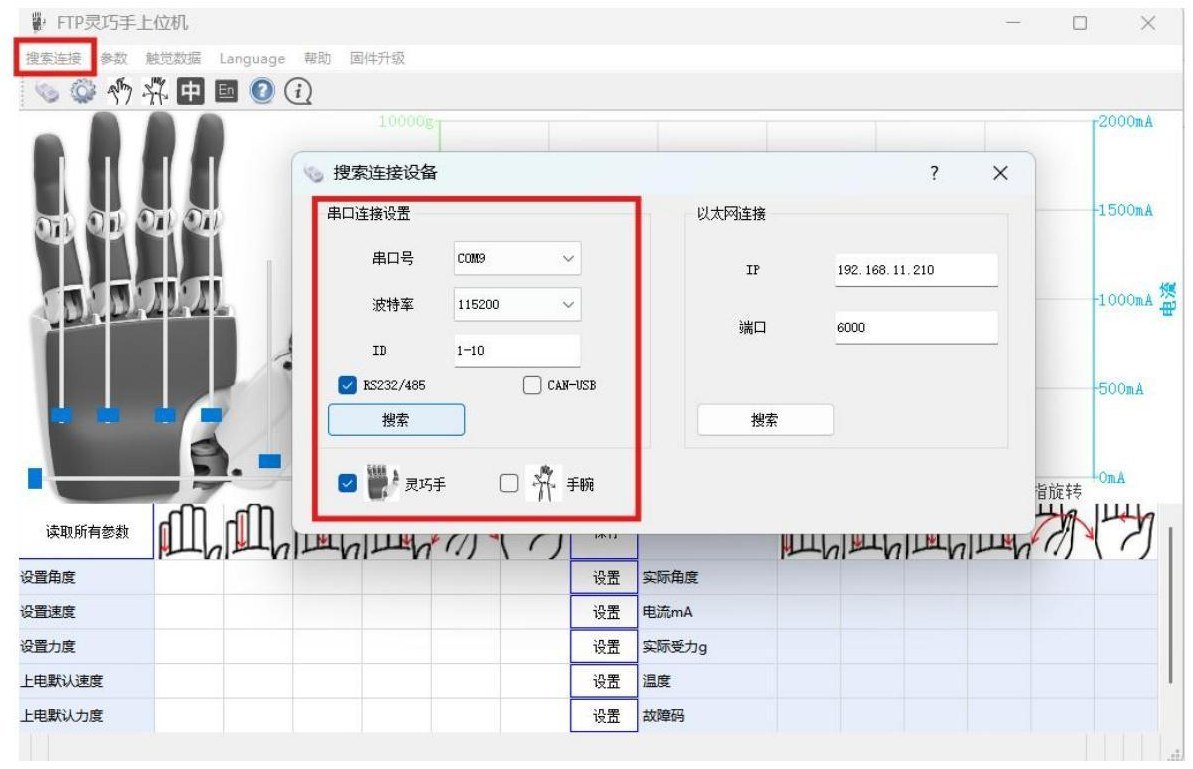 FTP灵巧手上位机
搜索连接 参数 触觉数据 Language 帮助 固件升级
中 En ? i
10000g
2000mA
搜索连接设备 ?
串口连接设置
以太网连接
1500mA
串口号 COM9
IP 192.168.11.210
波特率 115200
1000mA
电流
端口 6000
ID 1-10
RS232/485 CAN-USB
500mA
搜索
搜索
灵巧手 手腕
0mA
指旋转
读取所有参数
设置角度 设置 实际角度
设置速度 设置 电流mA
设置力度 设置 实际受力g
上电默认速度 设置 温度
上电默认力度 设置 故障码